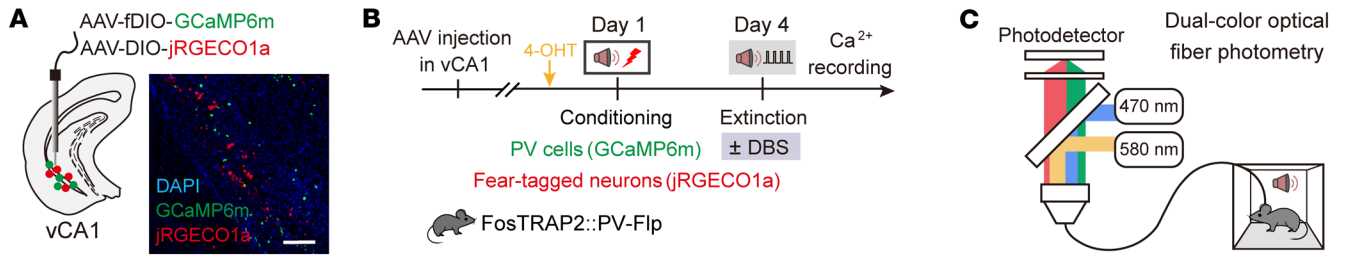 A
AAV-fDIO-GCaMP6m
AAV-DIO-jRGECO1a
vCA1
DAPI
GCaMP6m
jRGECO1a
B
AAV injection
in vCA1
4-OHT
Day 1
Conditioning
Day 4
Extinction
± DBS
Ca2+
recording
PV cells (GCaMP6m)
Fear-tagged neurons (jRGECO1a)
FosTRAP2::PV-Flp
C
Photodetector
470 nm
580 nm
Dual-color optical
fiber photometry